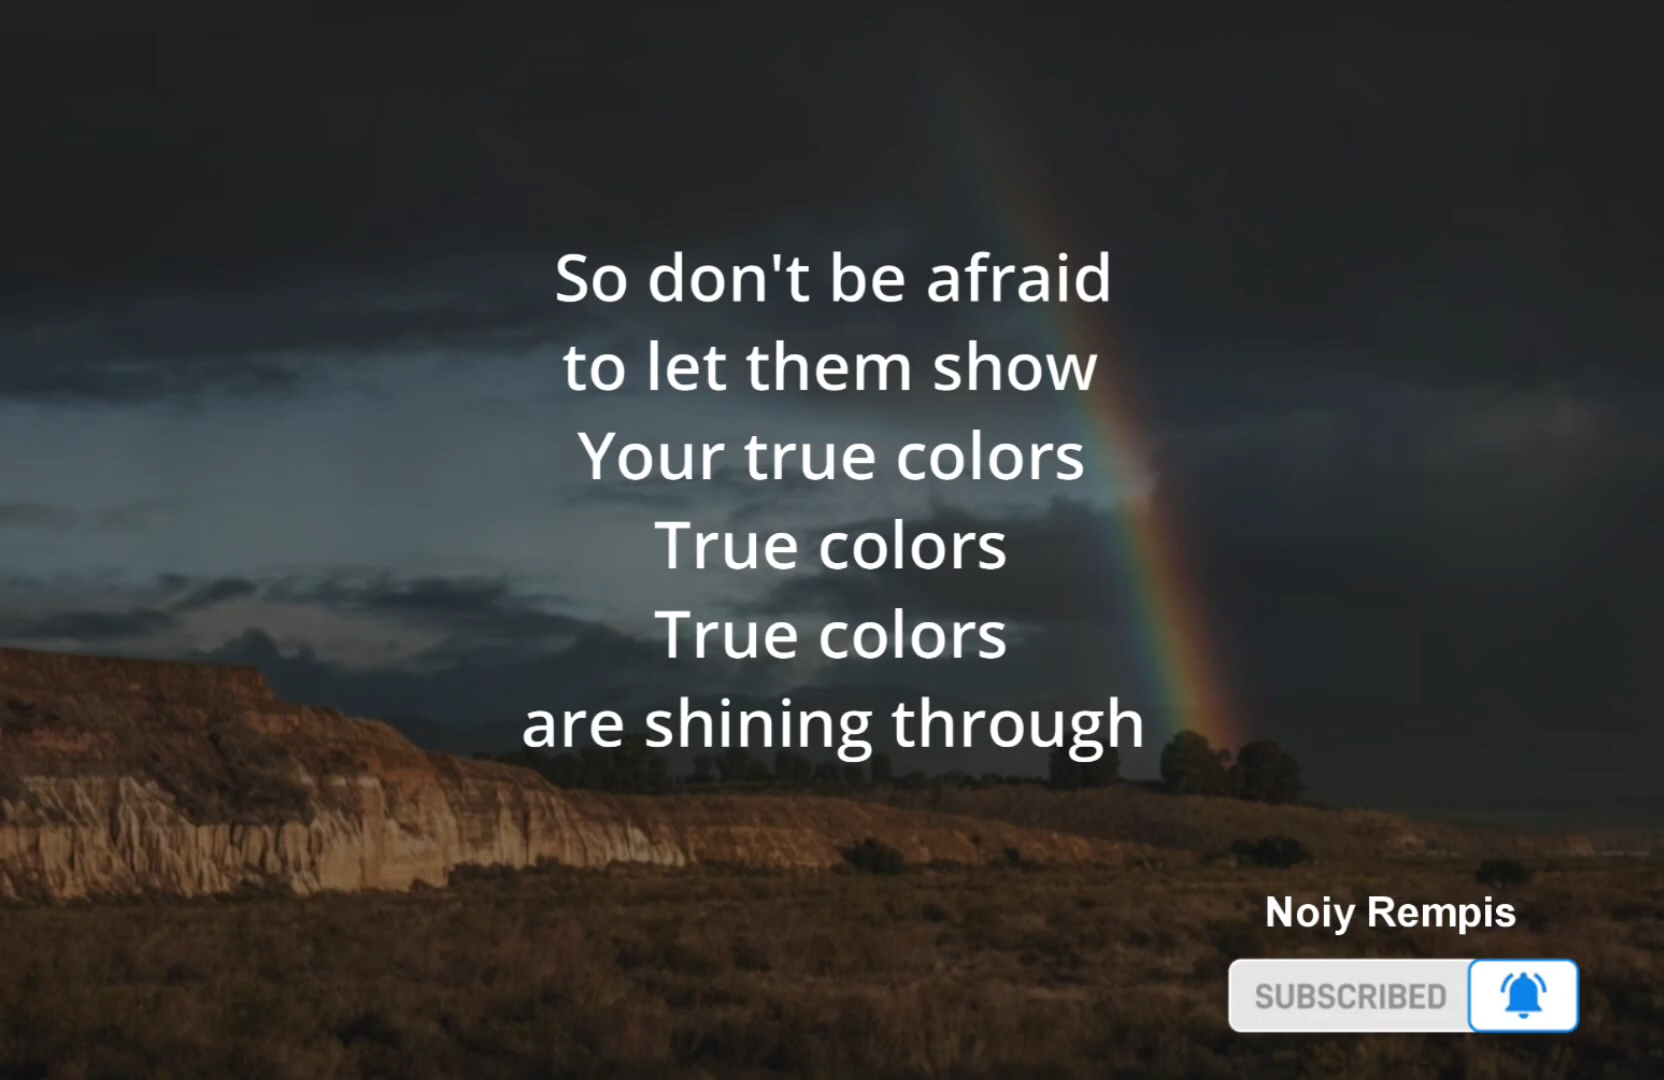 So don't be afraid
to let them show
Your true colors
True colors
True colors
are shining through
Noiy Rempis
SUBSCRIBED